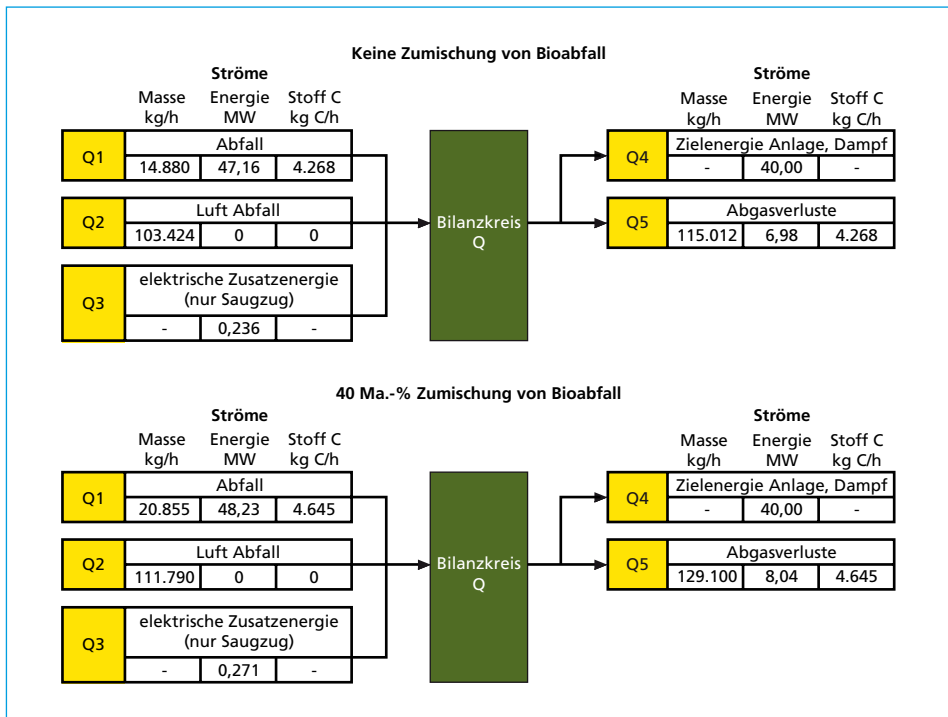 Keine Zumischung von Bioabfall
Ströme
Masse Energie Stoff C
kg/h MW kg C/h
Q1
Abfall
14.880 47,16 4.268
Q2
Luft Abfall
103.424 0 0
Q3
elektrische Zusatzenergie
(nur Saugzug)
- 0,236 -
Bilanzkreis
Q
Ströme
Masse Energie Stoff C
kg/h MW kg C/h
Q4
Zielenergie Anlage, Dampf
- 40,00 -
Q5
Abgasverluste
115.012 6,98 4.268
40 Ma.-% Zumischung von Bioabfall
Ströme
Masse Energie Stoff C
kg/h MW kg C/h
Q1
Abfall
20.855 48,23 4.645
Q2
Luft Abfall
111.790 0 0
Q3
elektrische Zusatzenergie
(nur Saugzug)
- 0,271 -
Bilanzkreis
Q
Ströme
Masse Energie Stoff C
kg/h MW kg C/h
Q4
Zielenergie Anlage, Dampf
- 40,00 -
Q5
Abgasverluste
129.100 8,04 4.645